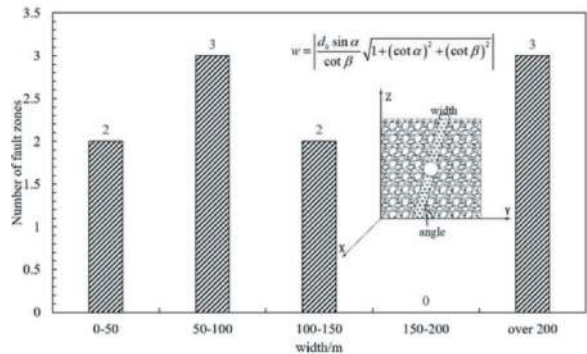 3.5
3
2.5
2
1.5
1
0.5
0
Number of fault zones
2
3
2
0
3
w = |d₀ sin α / cot β √(1+(cot α)²+(cot β)²)|
Z
width
Y
angle
X
0-50 50-100 100-150 150-200 over 200
width/m